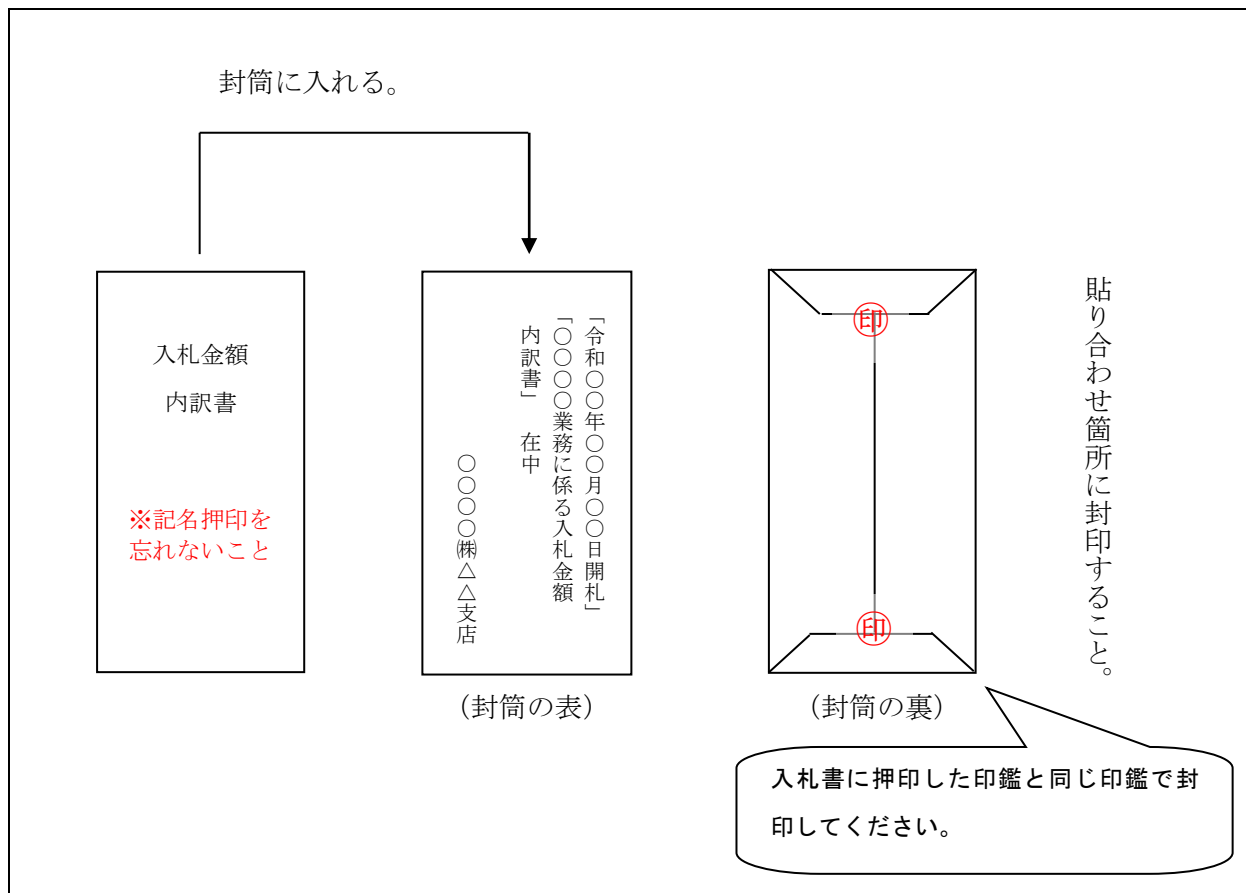 封筒に入れる。
入札金額
内訳書
※記名押印を
忘れないこと
「令和〇〇年〇〇月〇〇日開札」
「〇〇〇〇業務に係る入札金額
内訳書」 在中
〇〇〇〇㈱△△支店
(封筒の表)
印
印
(封筒の裏)
貼り合わせ箇所に封印すること。
入札書に押印した印鑑と同じ印鑑で封
印してください。